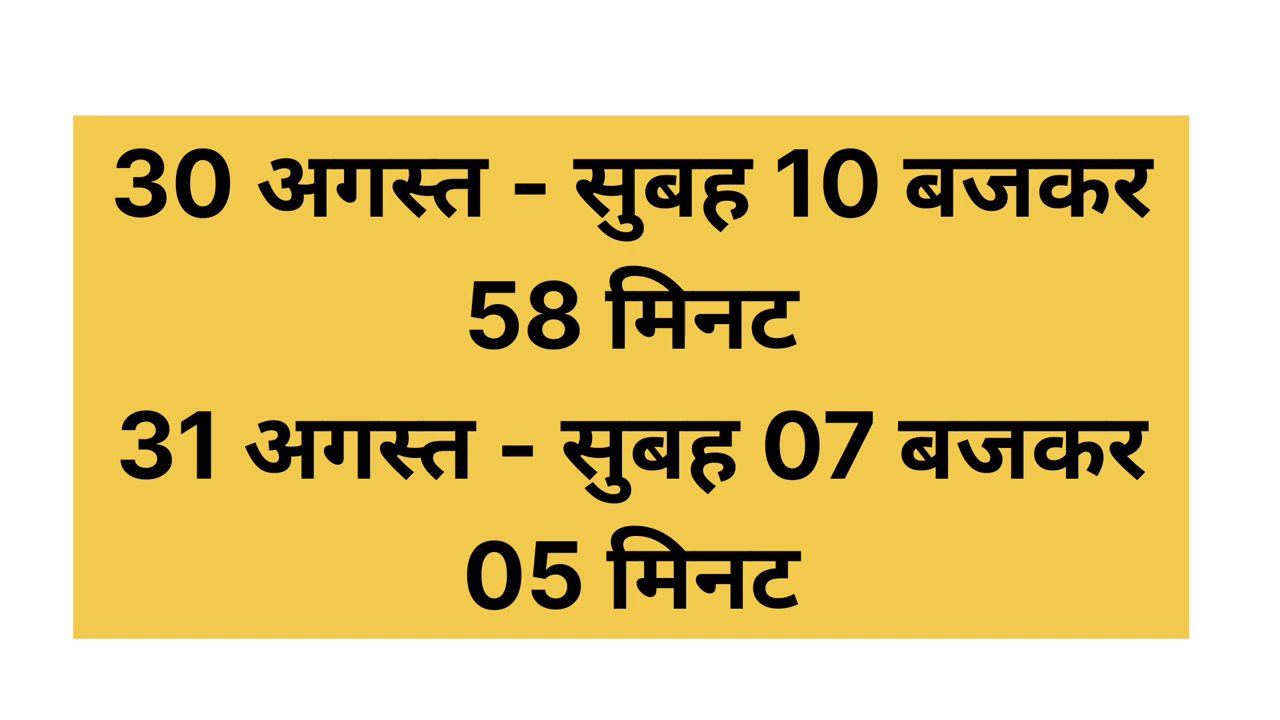 30 अगस्त - सुबह 10 बजकर
58 मिनट
31 अगस्त - सुबह 07 बजकर
05 मिनट